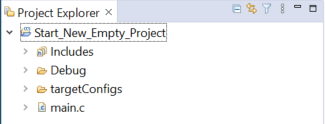 Project Explorer
Start_New_Empty_Project
Includes
Debug
targetConfigs
main.c